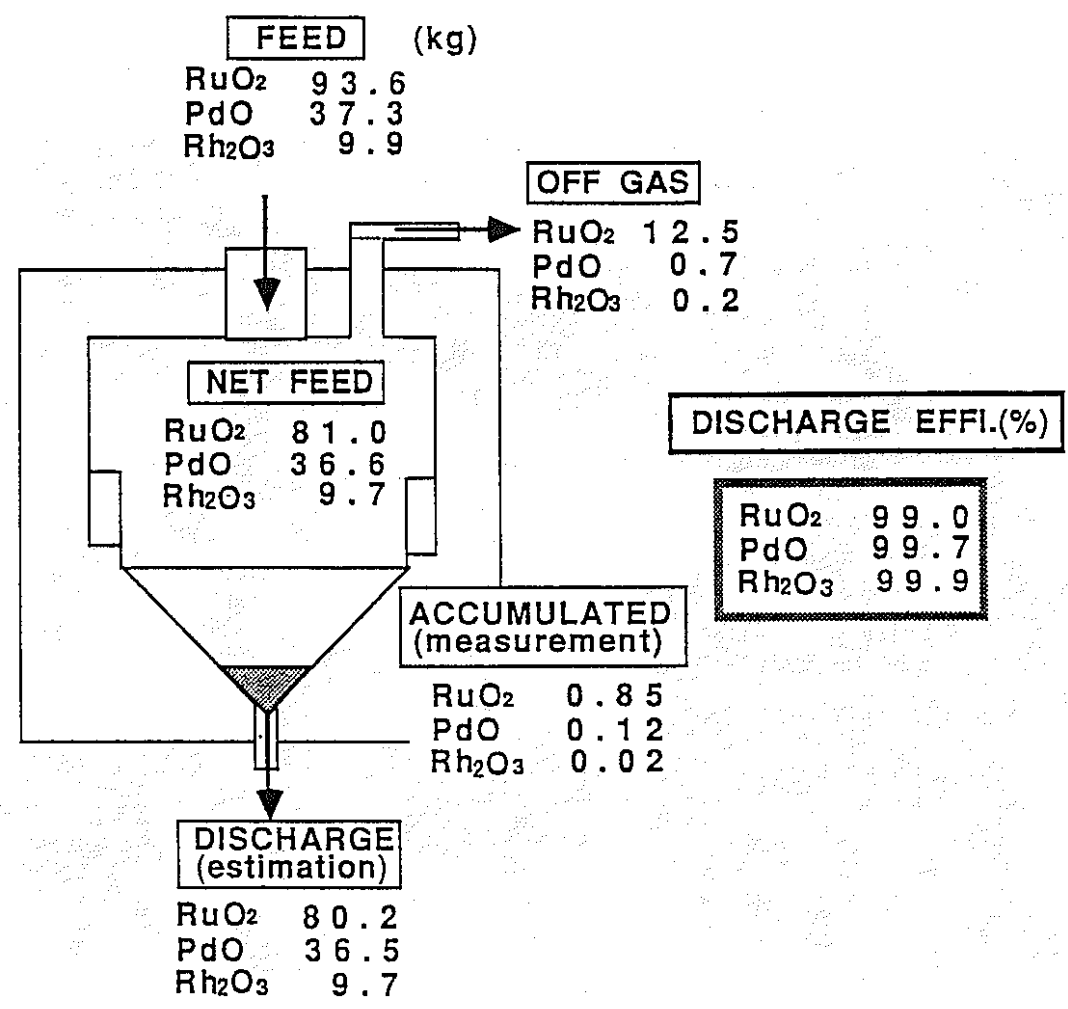 FEED (kg)
RuO2 93.6
PdO 37.3
Rh2O3 9.9
OFF GAS
RuO2 12.5
PdO 0.7
Rh2O3 0.2
NET FEED
RuO2 81.0
PdO 36.6
Rh2O3 9.7
DISCHARGE EFFI.(%)
RuO2 99.0
PdO 99.7
Rh2O3 99.9
ACCUMULATED
(measurement)
RuO2 0.85
PdO 0.12
Rh2O3 0.02
DISCHARGE
(estimation)
RuO2 80.2
PdO 36.5
Rh2O3 9.7